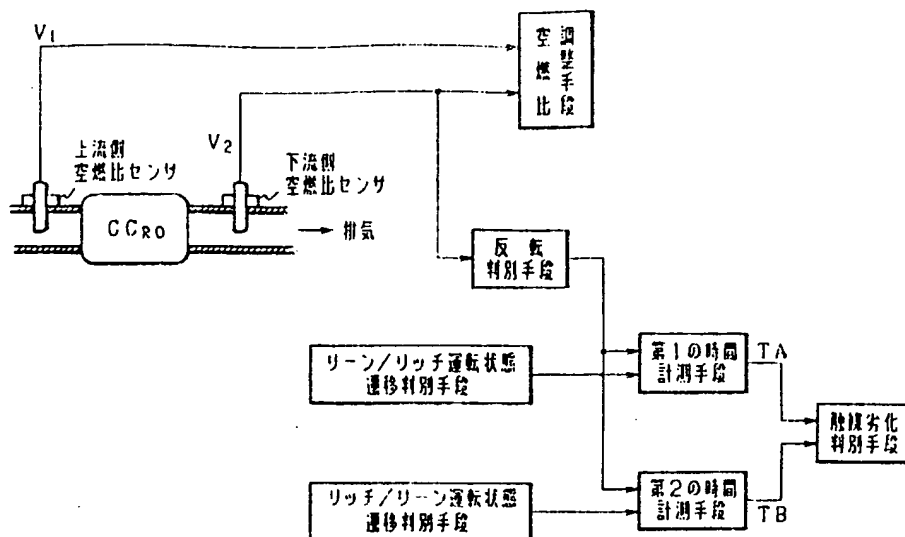 V1
空燃比
調整手段
V2
上流側
空燃比センサ
下流側
空燃比センサ
CCRO
排気
反転
判別手段
リーン/リッチ運転状態
遷移判別手段
第1の時間
計測手段
TA
触媒劣化
判別手段
リッチ/リーン運転状態
遷移判別手段
第2の時間
計測手段
TB